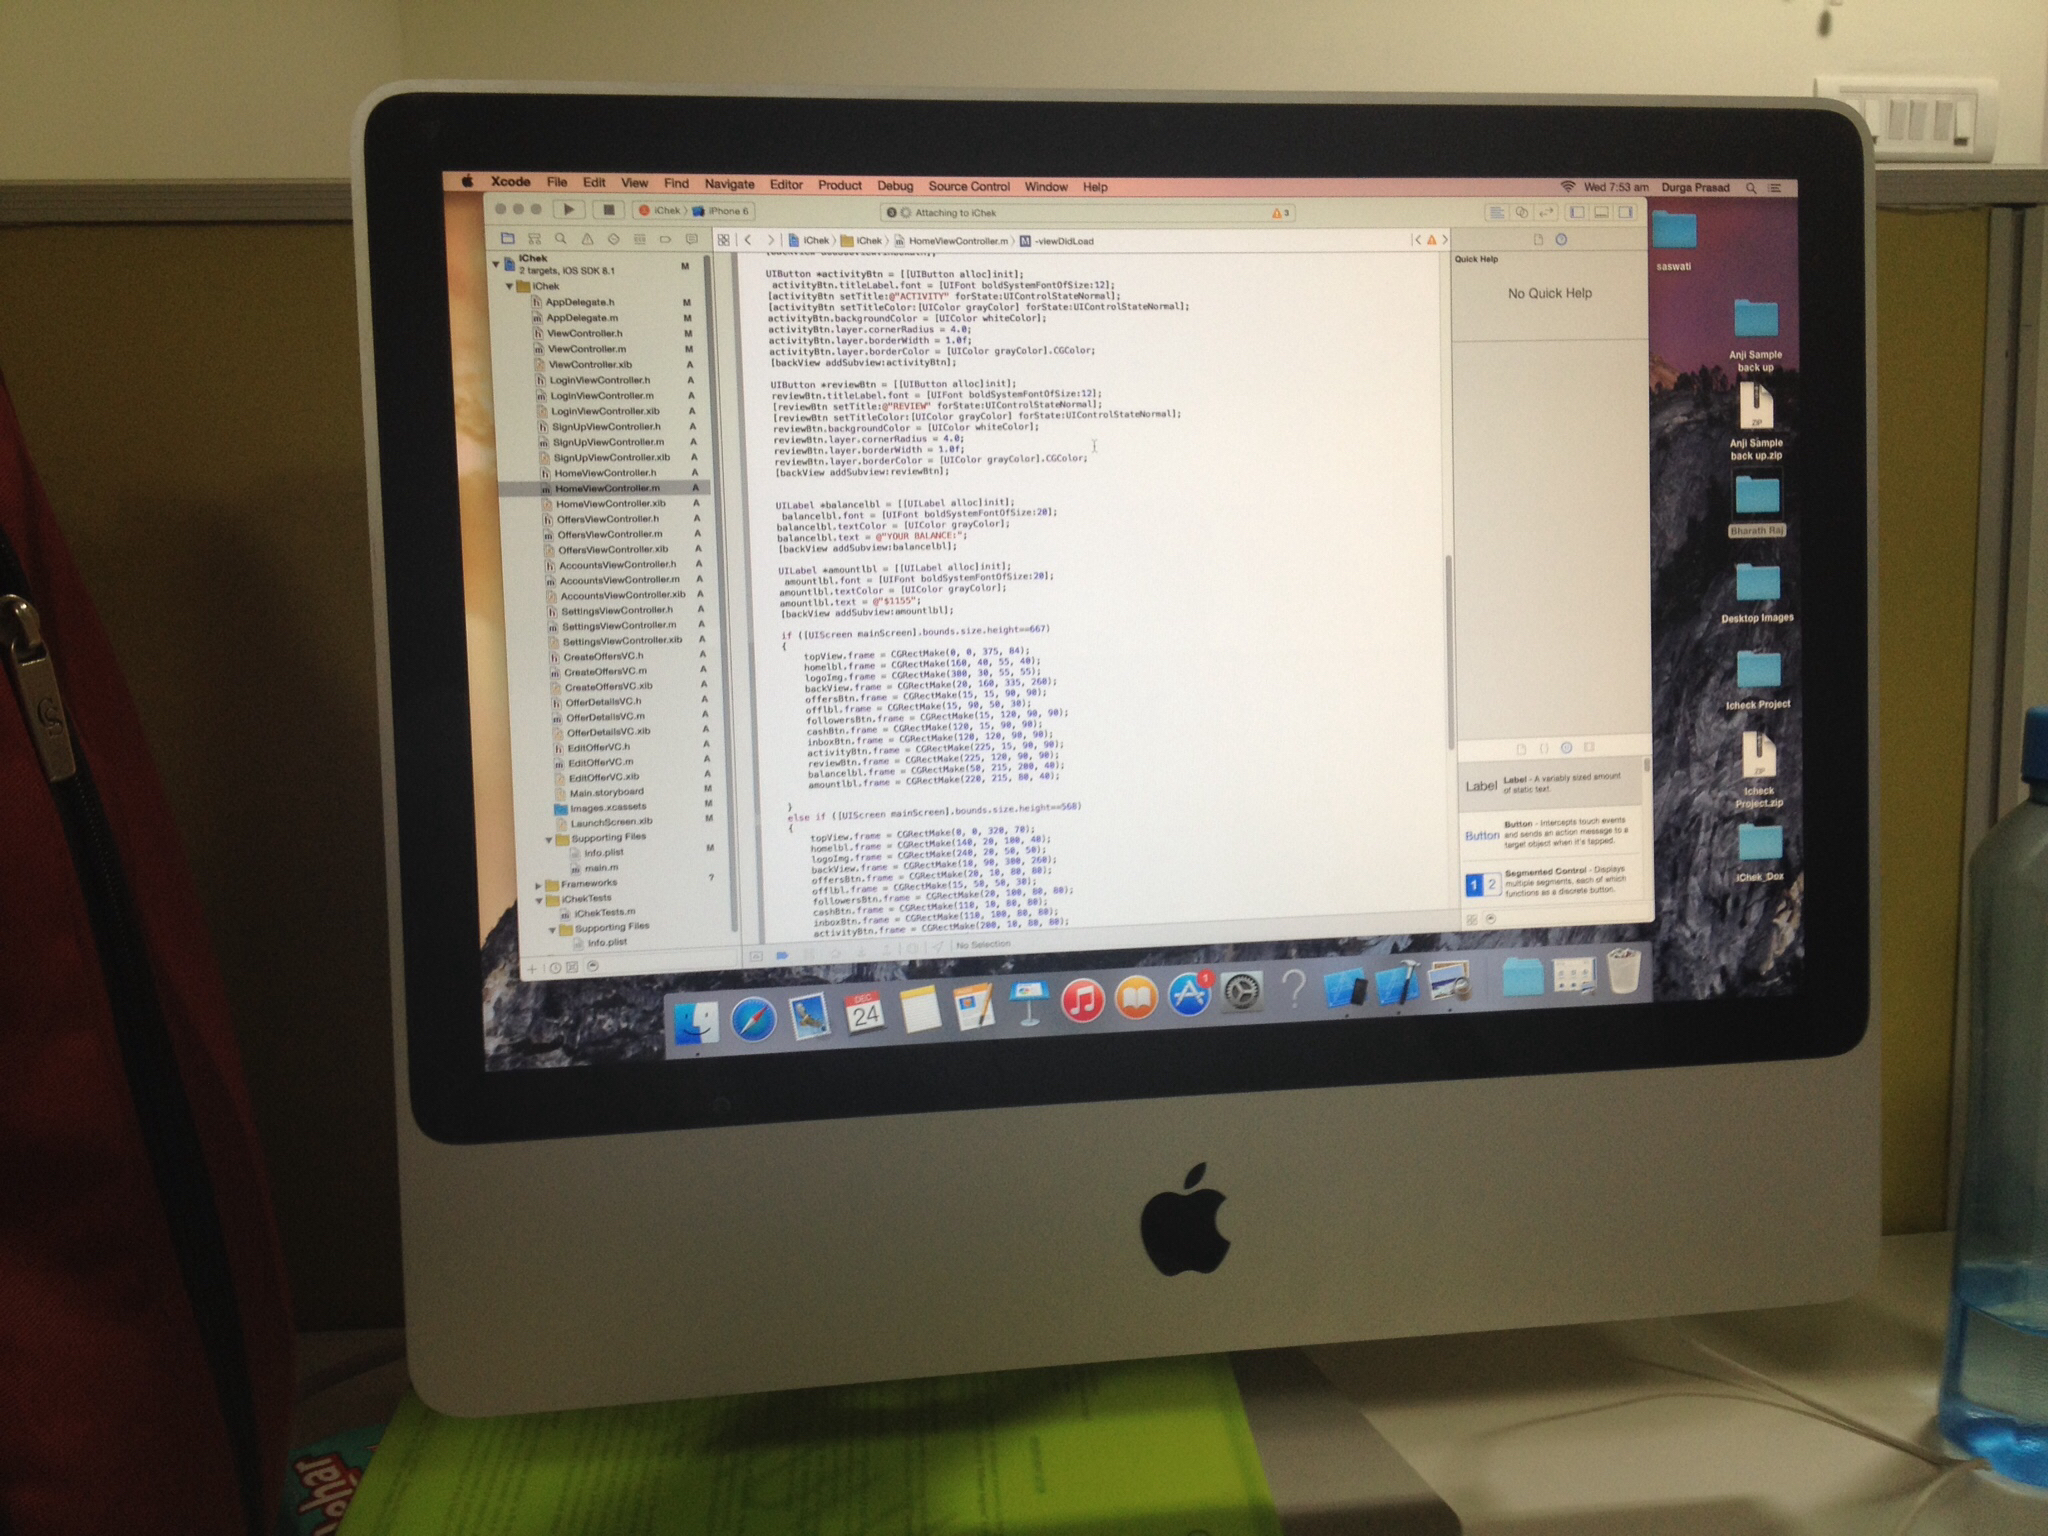 Xcode File Edit View Find Navigate Editor Product Debug Source Control Window Help Wed 7:53 am Durga Prasad
iChek iPhone 6 Attaching to iChek 3
iChek iChek HomeViewController.m M -viewDidLoad
iChek M
2 targets, iOS SDK 8.1
iChek
AppDelegate.h M
AppDelegate.m M
ViewController.h M
ViewController.m M
ViewController.xib A
LoginViewController.h A
LoginViewController.m A
LoginViewController.xib A
SignUpViewController.h A
SignUpViewController.m A
SignUpViewController.xib A
HomeViewController.h A
HomeViewController.m A
HomeViewController.xib A
OffersViewController.h A
OffersViewController.m A
OffersViewController.xib A
AccountsViewController.h A
AccountsViewController.m A
AccountsViewController.xib A
SettingsViewController.h A
SettingsViewController.m A
SettingsViewController.xib A
CreateOffersVC.h A
CreateOffersVC.m A
CreateOffersVC.xib A
OfferDetailsVC.h A
OfferDetailsVC.m A
OfferDetailsVC.xib A
EditOfferVC.h A
EditOfferVC.m A
EditOfferVC.xib A
Main.storyboard M
Images.xcassets M
LaunchScreen.xib M
Supporting Files
Info.plist M
main.m
Frameworks ?
iChekTests
iChekTests.m
Supporting Files
Info.plist
UIButton *activityBtn = [[UIButton alloc]init];
activityBtn.titleLabel.font = [UIFont boldSystemFontOfSize:12];
[activityBtn setTitle:@"ACTIVITY" forState:UIControlStateNormal];
[activityBtn setTitleColor:[UIColor grayColor] forState:UIControlStateNormal];
activityBtn.backgroundColor = [UIColor whiteColor];
activityBtn.layer.cornerRadius = 4.0;
activityBtn.layer.borderWidth = 1.0f;
activityBtn.layer.borderColor = [UIColor grayColor].CGColor;
[backView addSubview:activityBtn];
UIButton *reviewBtn = [[UIButton alloc]init];
reviewBtn.titleLabel.font = [UIFont boldSystemFontOfSize:12];
[reviewBtn setTitle:@"REVIEW" forState:UIControlStateNormal];
[reviewBtn setTitleColor:[UIColor grayColor] forState:UIControlStateNormal];
reviewBtn.backgroundColor = [UIColor whiteColor];
reviewBtn.layer.cornerRadius = 4.0;
reviewBtn.layer.borderWidth = 1.0f;
reviewBtn.layer.borderColor = [UIColor grayColor].CGColor;
[backView addSubview:reviewBtn];
UILabel *balancelbl = [[UILabel alloc]init];
balancelbl.font = [UIFont boldSystemFontOfSize:20];
balancelbl.textColor = [UIColor grayColor];
balancelbl.text = @"YOUR BALANCE:";
[backView addSubview:balancelbl];
UILabel *amountlbl = [[UILabel alloc]init];
amountlbl.font = [UIFont boldSystemFontOfSize:20];
amountlbl.textColor = [UIColor grayColor];
amountlbl.text = @"$1155";
[backView addSubview:amountlbl];
if ([UIScreen mainScreen].bounds.size.height==667)
{
topView.frame = CGRectMake(0, 0, 375, 84);
homelbl.frame = CGRectMake(160, 40, 55, 40);
logoImg.frame = CGRectMake(300, 30, 55, 55);
backView.frame = CGRectMake(20, 160, 335, 260);
offersBtn.frame = CGRectMake(15, 15, 90, 90);
offlbl.frame = CGRectMake(15, 90, 50, 30);
followersBtn.frame = CGRectMake(15, 120, 90, 90);
cashBtn.frame = CGRectMake(120, 15, 90, 90);
inboxBtn.frame = CGRectMake(120, 120, 90, 90);
activityBtn.frame = CGRectMake(225, 15, 90, 90);
reviewBtn.frame = CGRectMake(225, 120, 90, 90);
balancelbl.frame = CGRectMake(50, 215, 200, 40);
amountlbl.frame = CGRectMake(220, 215, 80, 40);
}
else if ([UIScreen mainScreen].bounds.size.height==568)
{
topView.frame = CGRectMake(0, 0, 320, 70);
homelbl.frame = CGRectMake(140, 20, 100, 40);
logoImg.frame = CGRectMake(240, 20, 50, 50);
backView.frame = CGRectMake(10, 90, 300, 260);
offersBtn.frame = CGRectMake(20, 10, 80, 80);
offlbl.frame = CGRectMake(15, 50, 50, 30);
followersBtn.frame = CGRectMake(20, 100, 80, 80);
cashBtn.frame = CGRectMake(110, 10, 80, 80);
inboxBtn.frame = CGRectMake(110, 100, 80, 80);
activityBtn.frame = CGRectMake(200, 10, 80, 80);
No Selection
Quick Help
No Quick Help
Label Label - A variably sized amount
of static text.
Button Button - Intercepts touch events
and sends an action message to a
target object when it's tapped.
1 2 Segmented Control - Displays
multiple segments, each of which
functions as a discrete button.
saswati
Anji Sample
back up
ZIP
Anji Sample
back up.zip
Bharath Raj
Desktop Images
Icheck Project
ZIP
Icheck
Project.zip
iChek_Dox
DEC
24
1